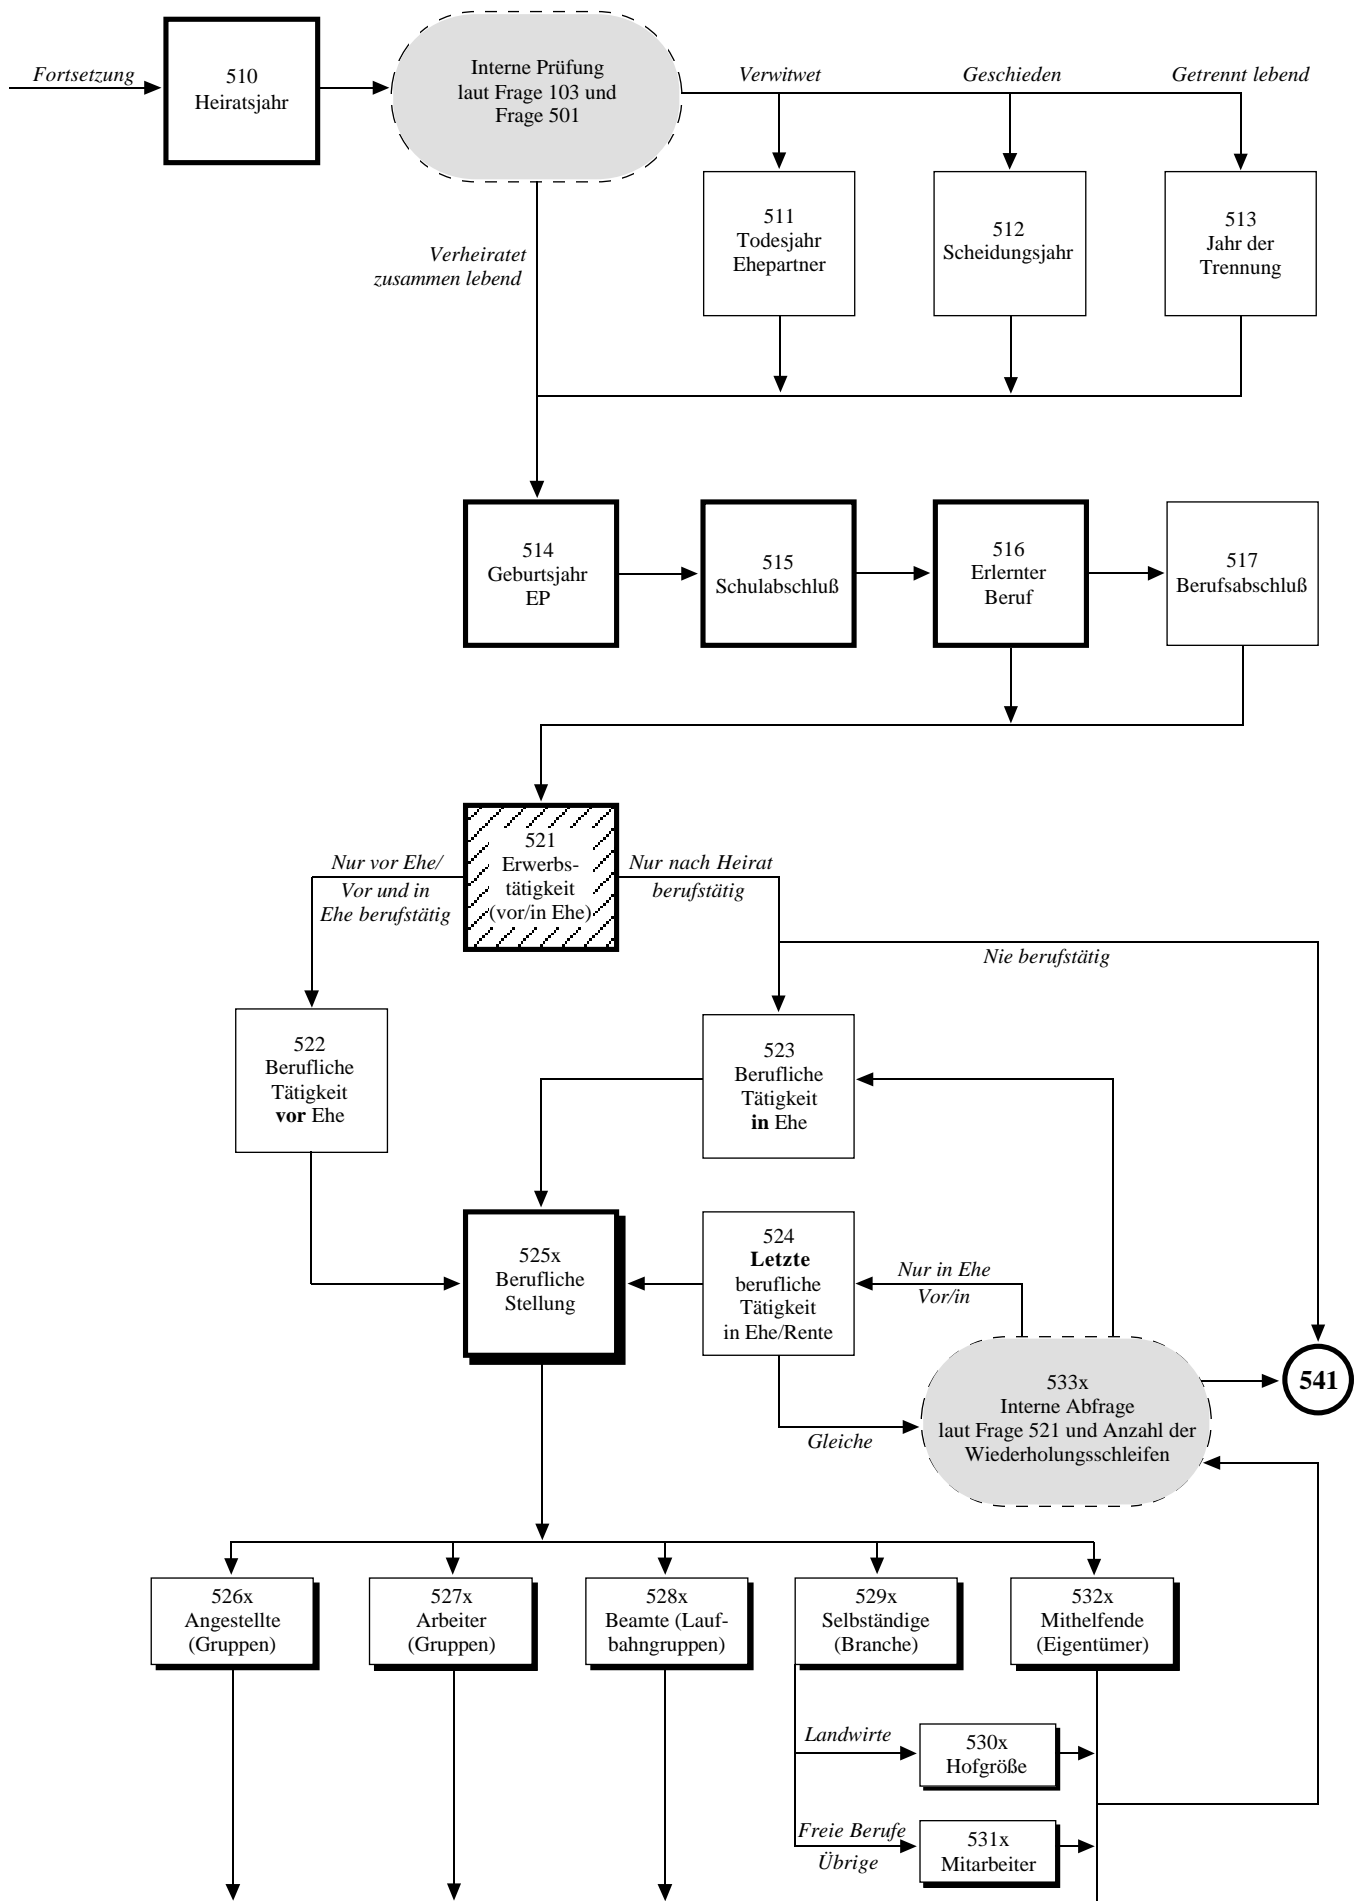 Fortsetzung
510
Heiratsjahr
Interne Prüfung
laut Frage 103 und
Frage 501
Verwitwet
Geschieden
Getrennt lebend
511
Todesjahr
Ehepartner
512
Scheidungsjahr
513
Jahr der
Trennung
Verheiratet
zusammen lebend
514
Geburtsjahr
EP
515
Schulabschluß
516
Erlernter
Beruf
517
Berufsabschluß
521
Erwerbs-
tätigkeit
(vor/in Ehe)
Nur vor Ehe/
Vor und in
Ehe berufstätig
Nur nach Heirat
berufstätig
Nie berufstätig
522
Berufliche
Tätigkeit
vor Ehe
523
Berufliche
Tätigkeit
in Ehe
525x
Berufliche
Stellung
524
Letzte
berufliche
Tätigkeit
in Ehe/Rente
Nur in Ehe
Vor/in
Gleiche
533x
Interne Abfrage
laut Frage 521 und Anzahl der
Wiederholungsschleifen
541
526x
Angestellte
(Gruppen)
527x
Arbeiter
(Gruppen)
528x
Beamte (Lauf-
bahngruppen)
529x
Selbständige
(Branche)
532x
Mithelfende
(Eigentümer)
Landwirte
530x
Hofgröße
Freie Berufe
Übrige
531x
Mitarbeiter